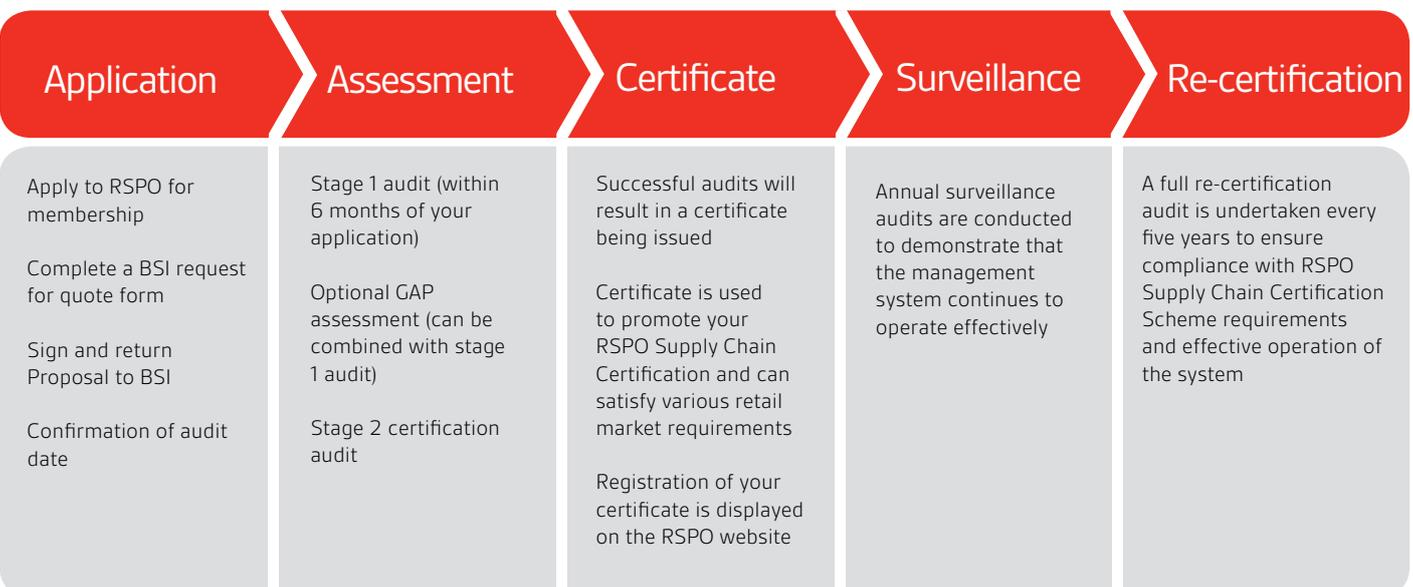 Application
Assessment
Certificate
Surveillance
Re-certification
Apply to RSPO for
membership
Complete a BSI request
for quote form
Sign and return
Proposal to BSI
Confirmation of audit
date
Stage 1 audit (within
6 months of your
application)
Optional GAP
assessment (can be
combined with stage
1 audit)
Stage 2 certification
audit
Successful audits will
result in a certificate
being issued
Certificate is used
to promote your
RSPO Supply Chain
Certification and can
satisfy various retail
market requirements
Registration of your
certificate is displayed
on the RSPO website
Annual surveillance
audits are conducted
to demonstrate that
the management
system continues to
operate effectively
A full re-certification
audit is undertaken every
five years to ensure
compliance with RSPO
Supply Chain Certification
Scheme requirements
and effective operation of
the system